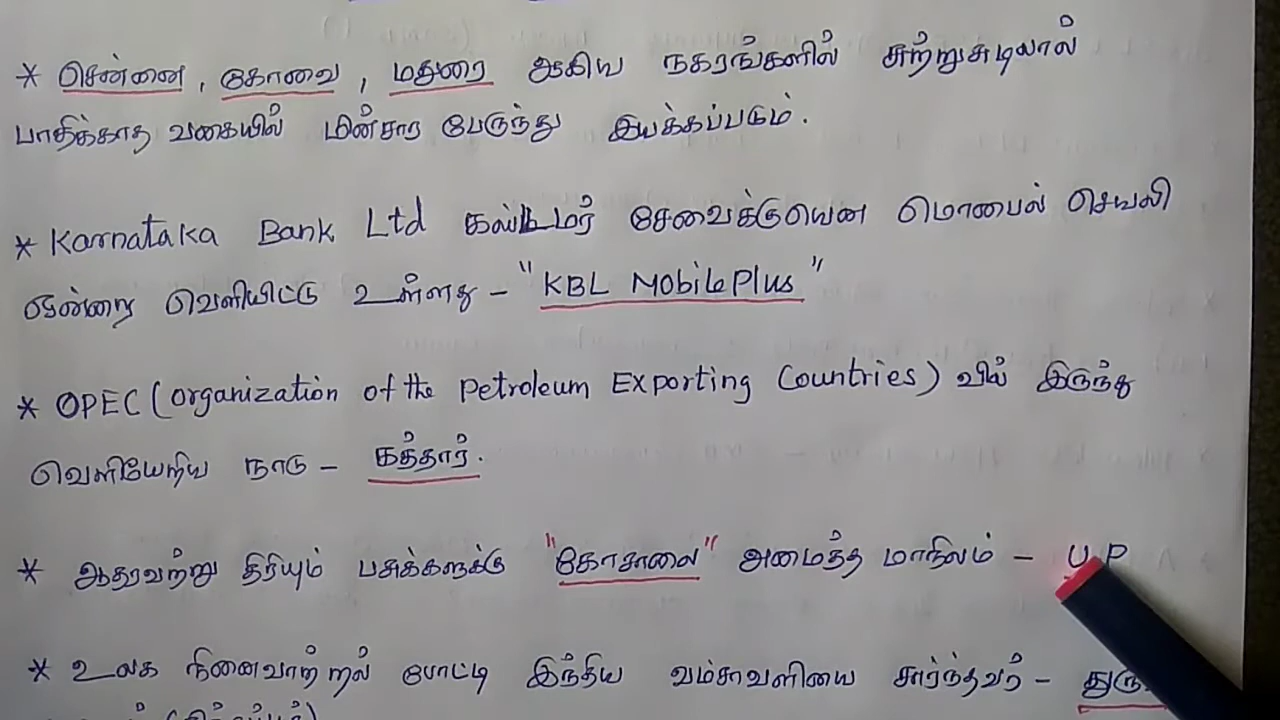 * சென்னை, கோவை, மதுரை ஆகிய நகரங்களில் சுற்றுசுழலால்
பாதிக்காத வகையில் மின்சார பேருந்து இயக்கப்படும்.
* Karnataka Bank Ltd கஸ்டமர் சேவைக்குயென மொபைல் செயலி
ஒன்றை வெளியிட்டு உள்ளது - "KBL MobilePlus"
* OPEC (Organization of the Petroleum Exporting Countries) வில் இருந்து
வெளியேறிய நாடு - கத்தார்.
* ஆதரவற்று திரியும் பசுக்களுக்கு "கோசாலை" அமைத்த மாநிலம் - U.P
* உலக நினைவாற்றல் போட்டி இந்திய வம்சாவளியை சார்ந்தவர் -